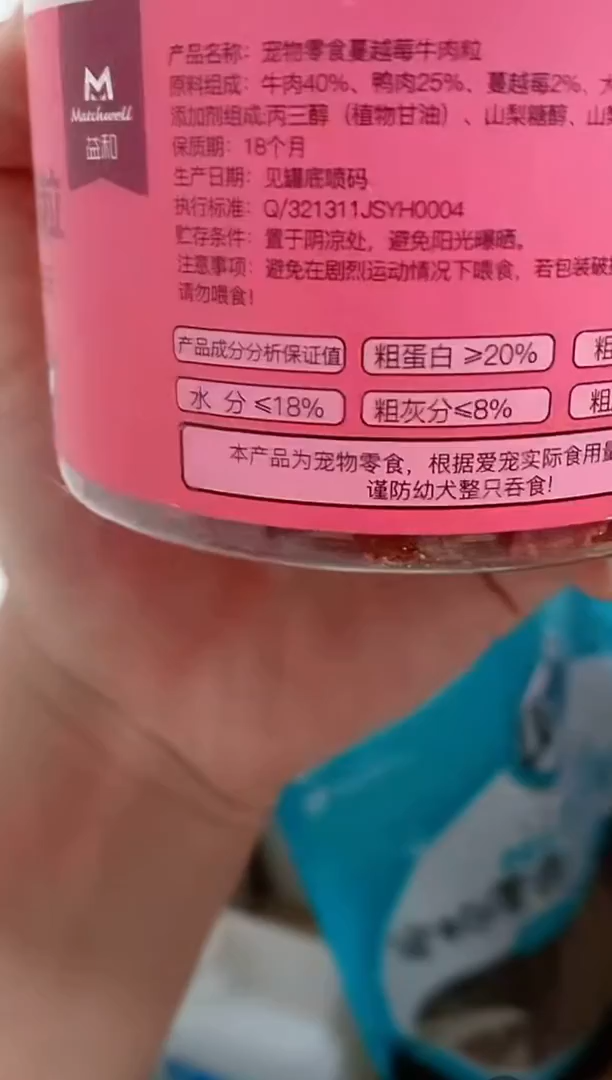 Matchwell
益和
粒
产品名称：宠物零食蔓越莓牛肉粒
原料组成：牛肉40%、鸭肉25%、蔓越莓2%、
添加剂组成:丙三醇（植物甘油）、山梨糖醇、山
保质期：18个月
生产日期：见罐底喷码
执行标准：Q/321311JSYH0004
贮存条件：置于阴凉处，避免阳光曝晒。
注意事项：避免在剧烈运动情况下喂食，若包装破
请勿喂食！
产品成分分析保证值 粗蛋白 ≥20% 粗
水 分 ≤18% 粗灰分≤8% 粗
本产品为宠物零食，根据爱宠实际食用量
谨防幼犬整只吞食！